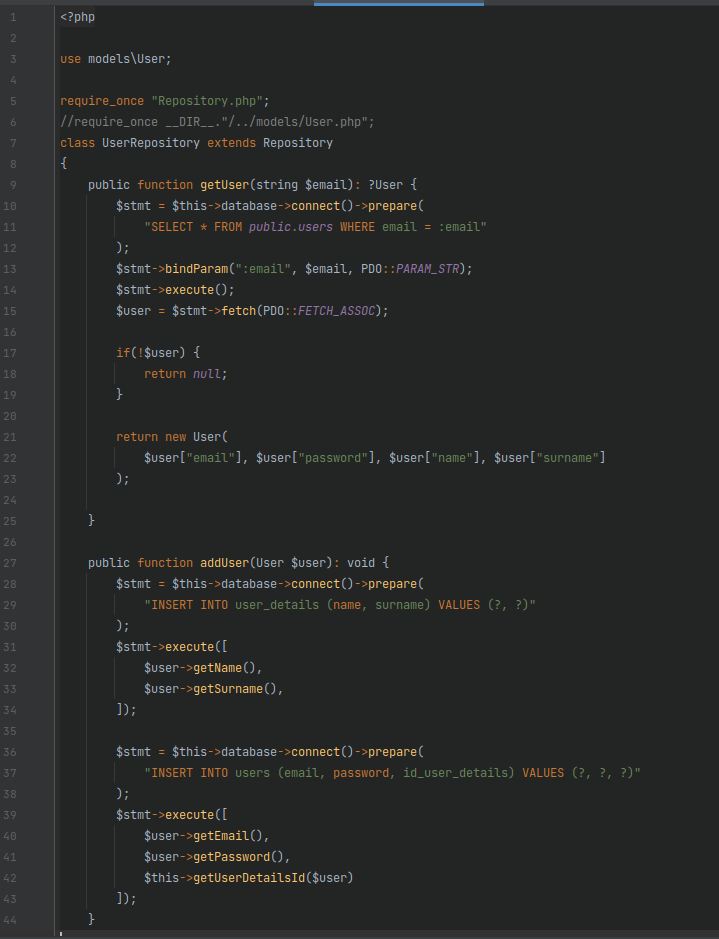 1 <?php
2
3 use models\User;
4
5 require_once "Repository.php";
6 //require_once __DIR__."/../models/User.php";
7 class UserRepository extends Repository
8 {
9     public function getUser(string $email): ?User {
10         $stmt = $this->database->connect()->prepare(
11             "SELECT * FROM public.users WHERE email = :email"
12         );
13         $stmt->bindParam(":email", $email, PDO::PARAM_STR);
14         $stmt->execute();
15         $user = $stmt->fetch(PDO::FETCH_ASSOC);
16
17         if(!$user) {
18             return null;
19         }
20
21         return new User(
22             $user["email"], $user["password"], $user["name"], $user["surname"]
23         );
24
25     }
26
27     public function addUser(User $user): void {
28         $stmt = $this->database->connect()->prepare(
29             "INSERT INTO user_details (name, surname) VALUES (?, ?)"
30         );
31         $stmt->execute([
32             $user->getName(),
33             $user->getSurname(),
34         ]);
35
36         $stmt = $this->database->connect()->prepare(
37             "INSERT INTO users (email, password, id_user_details) VALUES (?, ?, ?)"
38         );
39         $stmt->execute([
40             $user->getEmail(),
41             $user->getPassword(),
42             $this->getUserDetailsId($user)
43         ]);
44     }